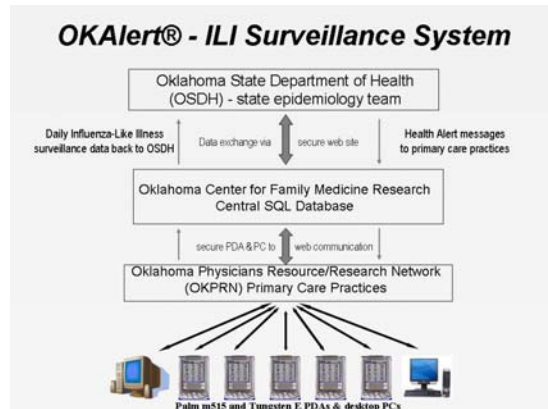 OKAlert® - ILI Surveillance System
Oklahoma State Department of Health
(OSDH) - state epidemiology team
Daily Influenza-Like Illness
surveillance data back to OSDH
Data exchange via
secure web site
Health Alert messages
to primary care practices
Oklahoma Center for Family Medicine Research
Central SQL Database
secure PDA & PC to
web communication
Oklahoma Physicians Resource/Research Network
(OKPRN) Primary Care Practices
Palm m515 and Tungsten E PDAs & desktop PCs